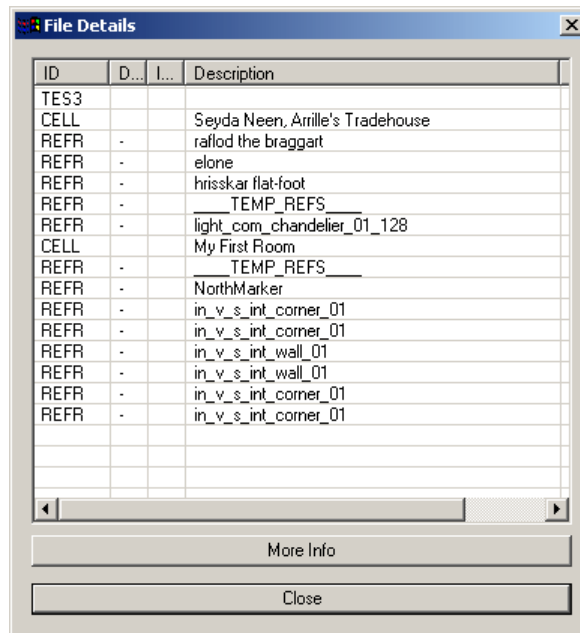 File Details
ID D... I... Description
TES3
CELL Seyda Neen, Arrille's Tradehouse
REFR - raflod the braggart
REFR - elone
REFR - hrisskar flat-foot
REFR - ____TEMP_REFS____
REFR - light_com_chandelier_01_128
CELL My First Room
REFR - ____TEMP_REFS____
REFR - NorthMarker
REFR - in_v_s_int_corner_01
REFR - in_v_s_int_corner_01
REFR - in_v_s_int_wall_01
REFR - in_v_s_int_wall_01
REFR - in_v_s_int_corner_01
REFR - in_v_s_int_corner_01
More Info
Close